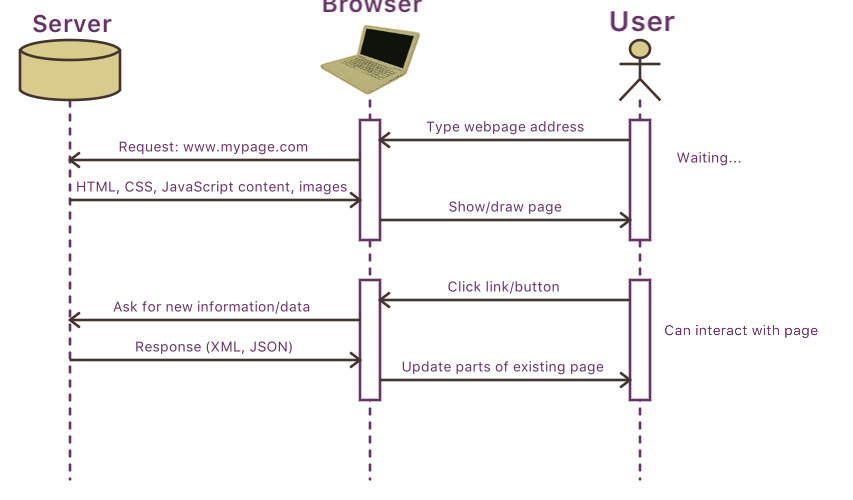 Browser
Server
User
Type webpage address
Request: www.mypage.com
Waiting...
HTML, CSS, JavaScript content, images
Show/draw page
Click link/button
Ask for new information/data
Can interact with page
Response (XML, JSON)
Update parts of existing page